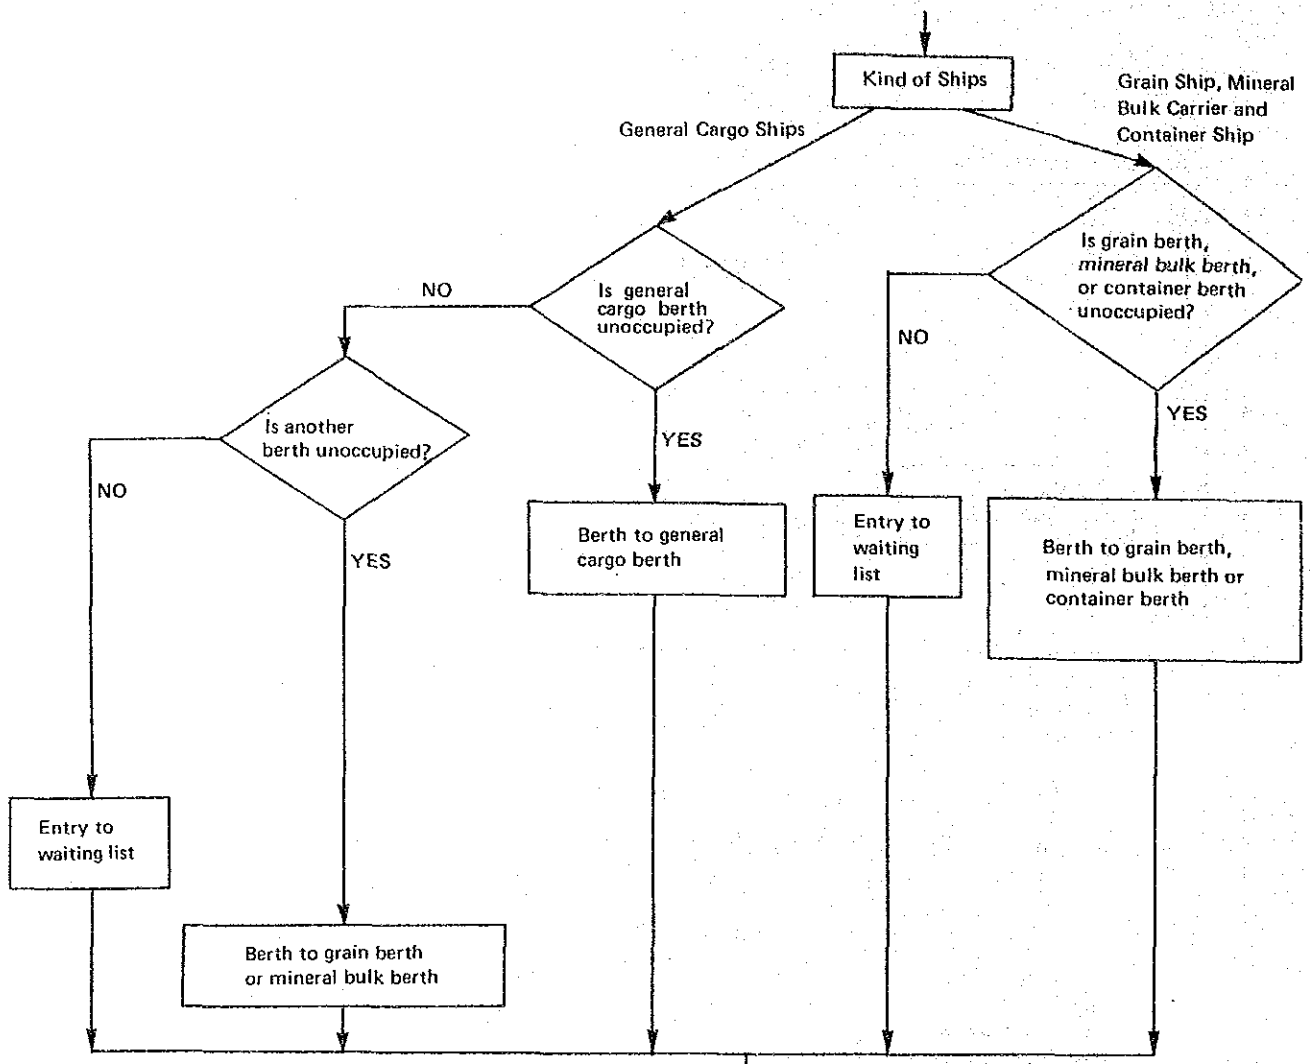 Kind of Ships
Grain Ship, Mineral
Bulk Carrier and
Container Ship
General Cargo Ships
Is grain berth,
mineral bulk berth,
or container berth
unoccupied?
Is general
cargo berth
unoccupied?
NO
NO
Is another
berth unoccupied?
YES
YES
NO
Entry to
waiting
list
Berth to general
cargo berth
Berth to grain berth,
mineral bulk berth or
container berth
YES
Entry to
waiting list
Berth to grain berth
or mineral bulk berth